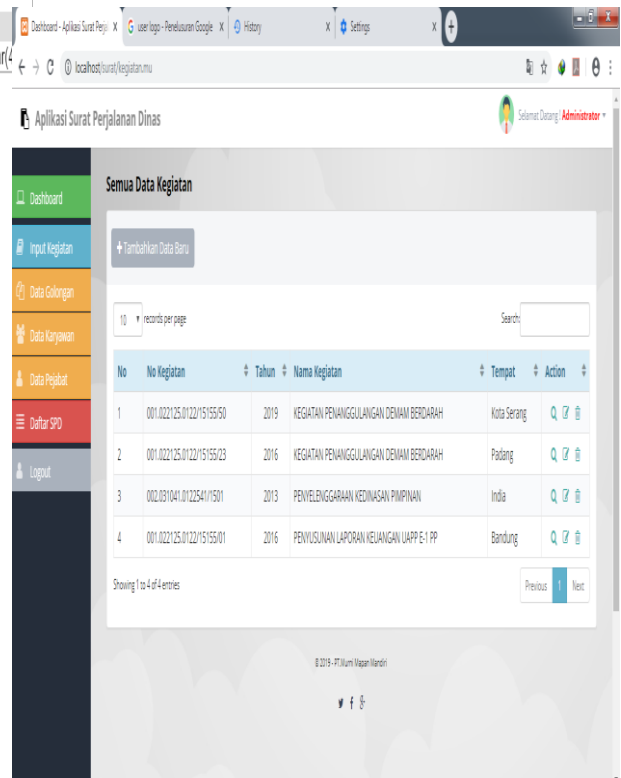 Dashboard - Aplikasi Surat Perja X
user logo - Penelusuran Google X
History X
Settings X
localhost/surat/kegiatan.mu
Aplikasi Surat Perjalanan Dinas
Selamat Datang ! Administrator
Dashboard
Input Kegiatan
Data Golongan
Data Karyawan
Data Pejabat
Daftar SPD
Logout
Semua Data Kegiatan
+ Tambahkan Data Baru
10 records per page
Search:
No No Kegiatan Tahun Nama Kegiatan Tempat Action
1 001.022125.0122/15155/50 2019 KEGIATAN PENANGGULANGAN DEMAM BERDARAH Kota Serang
2 001.022125.0122/15155/23 2016 KEGIATAN PENANGGULANGAN DEMAM BERDARAH Padang
3 002.031041.0122541/1501 2013 PENYELENGGARAAN KEDINASAN PIMPINAN India
4 001.022125.0122/15155/01 2016 PENYUSUNAN LAPORAN KEUANGAN UAPP E-1 PP Bandung
Showing 1 to 4 of 4 entries
Previous 1 Next
© 2019 - PT.Murni Mapan Mandiri